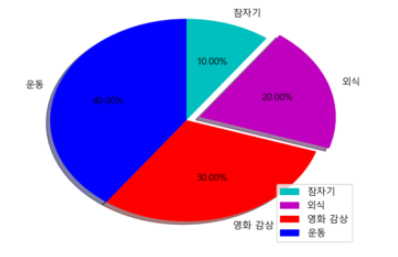 잠자기
10.00%
외식
20.00%
운동
40.00%
30.00%
영화 감상
잠자기
외식
영화 감상
운동